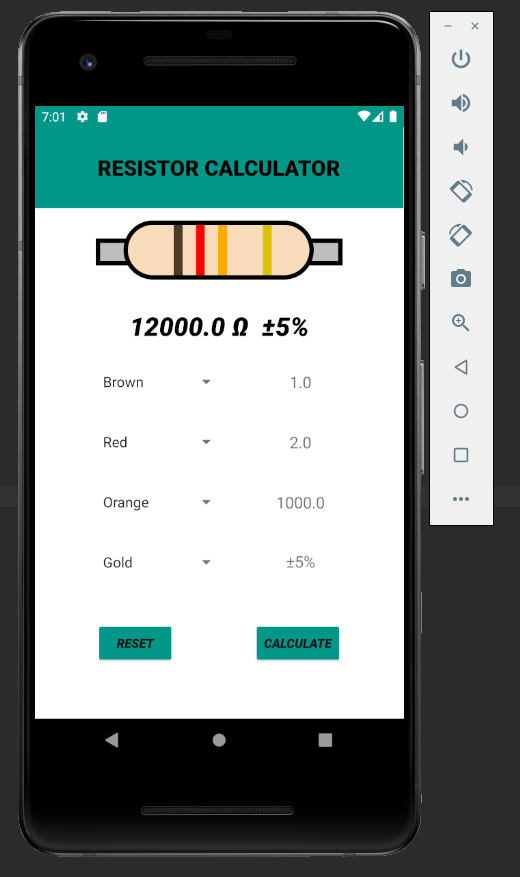 7:01
RESISTOR CALCULATOR
12000.0 Ω ±5%
Brown 1.0
Red 2.0
Orange 1000.0
Gold ±5%
RESET CALCULATE